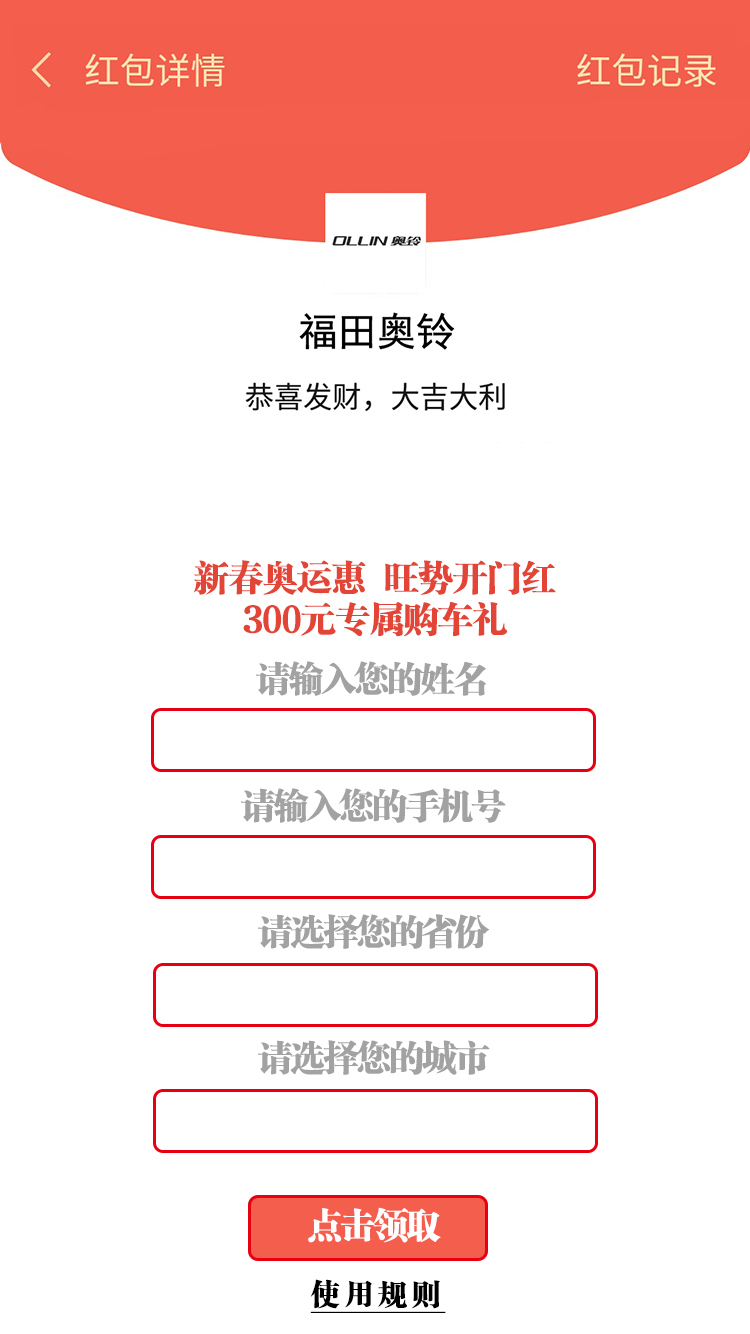 红包详情
红包记录
OLLIN 奥铃
福田奥铃
恭喜发财，大吉大利
新春奥运惠 旺势开门红
300元专属购车礼
请输入您的姓名
请输入您的手机号
请选择您的省份
请选择您的城市
点击领取
使用规则